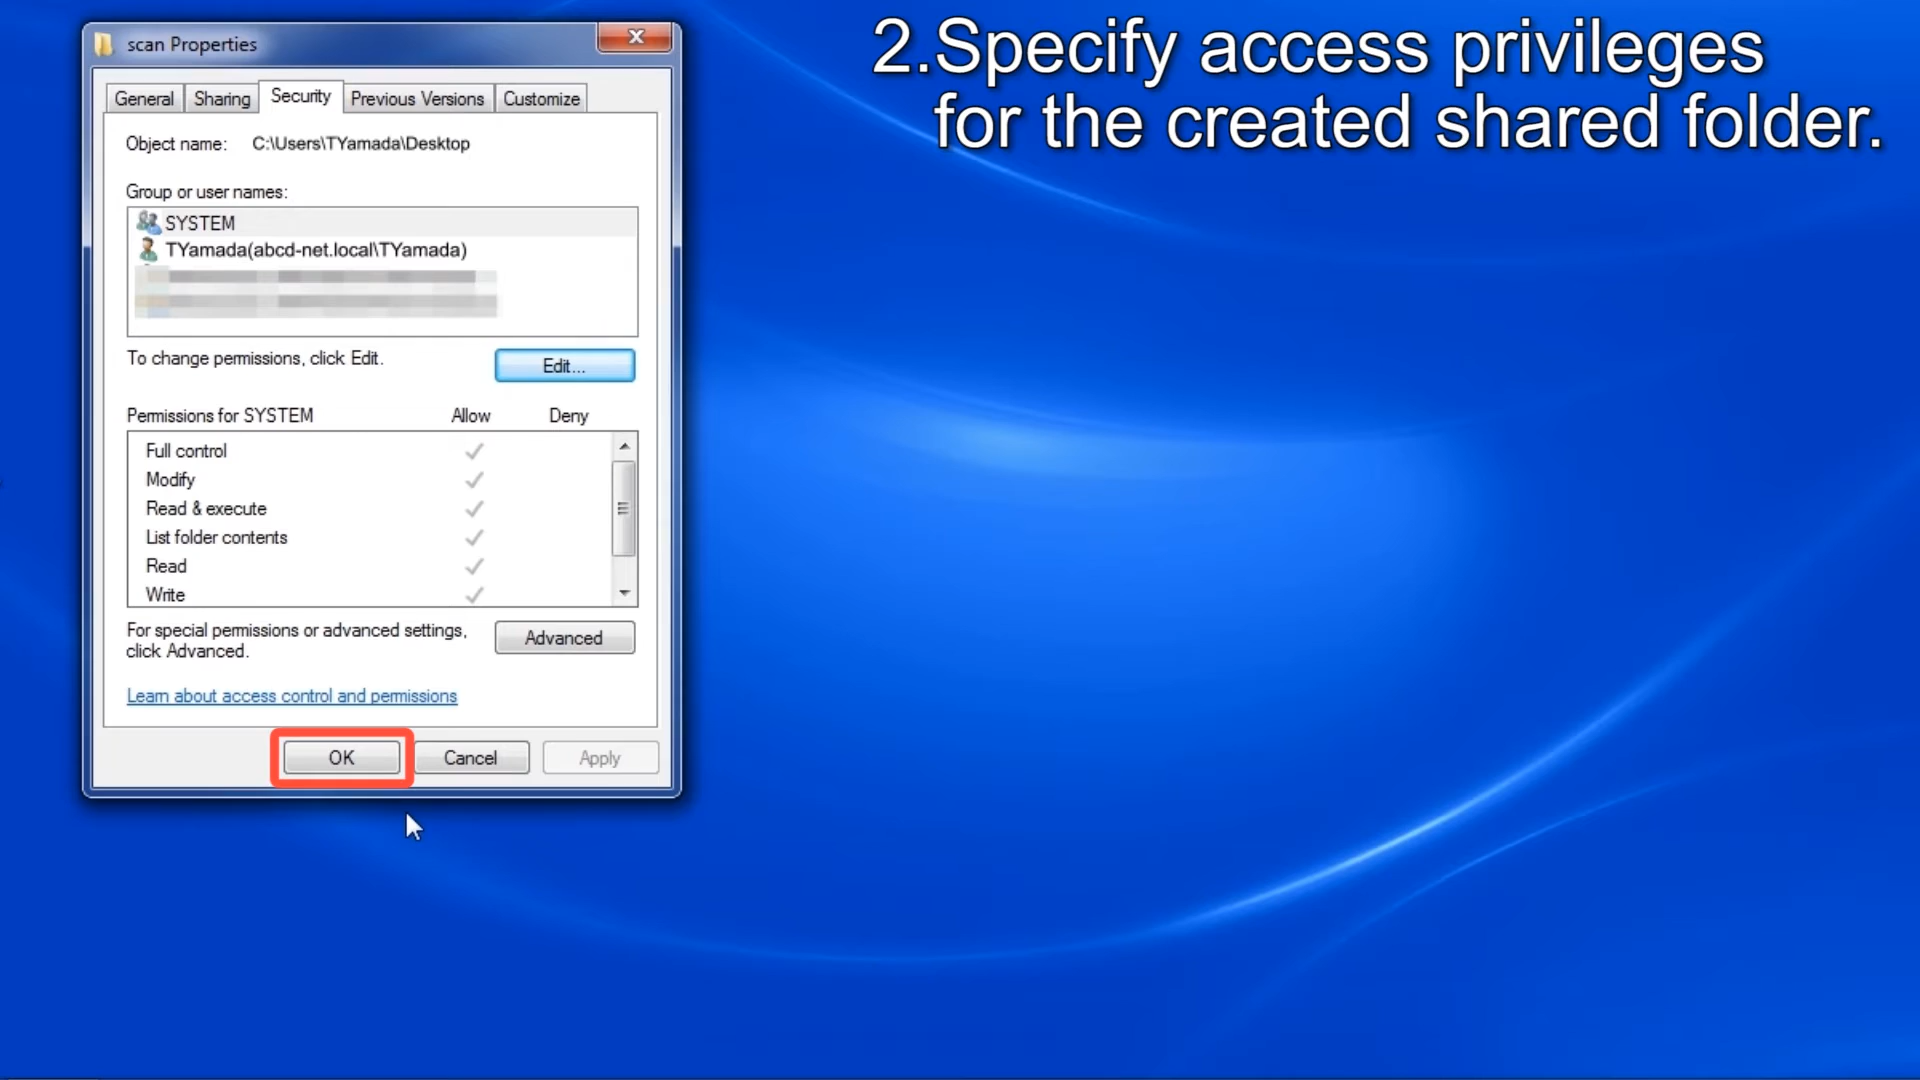 2.Specify access privileges
for the created shared folder.
scan Properties
General Sharing Security Previous Versions Customize
Object name: C:\Users\TYamada\Desktop
Group or user names:
SYSTEM
TYamada(abcd-net.local\TYamada)
To change permissions, click Edit.
Edit...
Permissions for SYSTEM Allow Deny
Full control
Modify
Read & execute
List folder contents
Read
Write
For special permissions or advanced settings,
click Advanced.
Advanced
Learn about access control and permissions
OK Cancel Apply